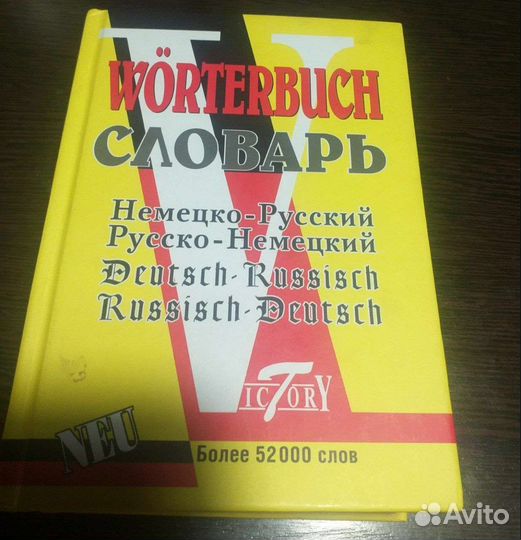 WÖRTERBUCH
СЛОВАРЬ
Немецко-Русский
Русско-Немецкий
Deutsch-Russisch
Russisch-Deutsch
VICTORY
NEU
Более 52000 слов
Avito